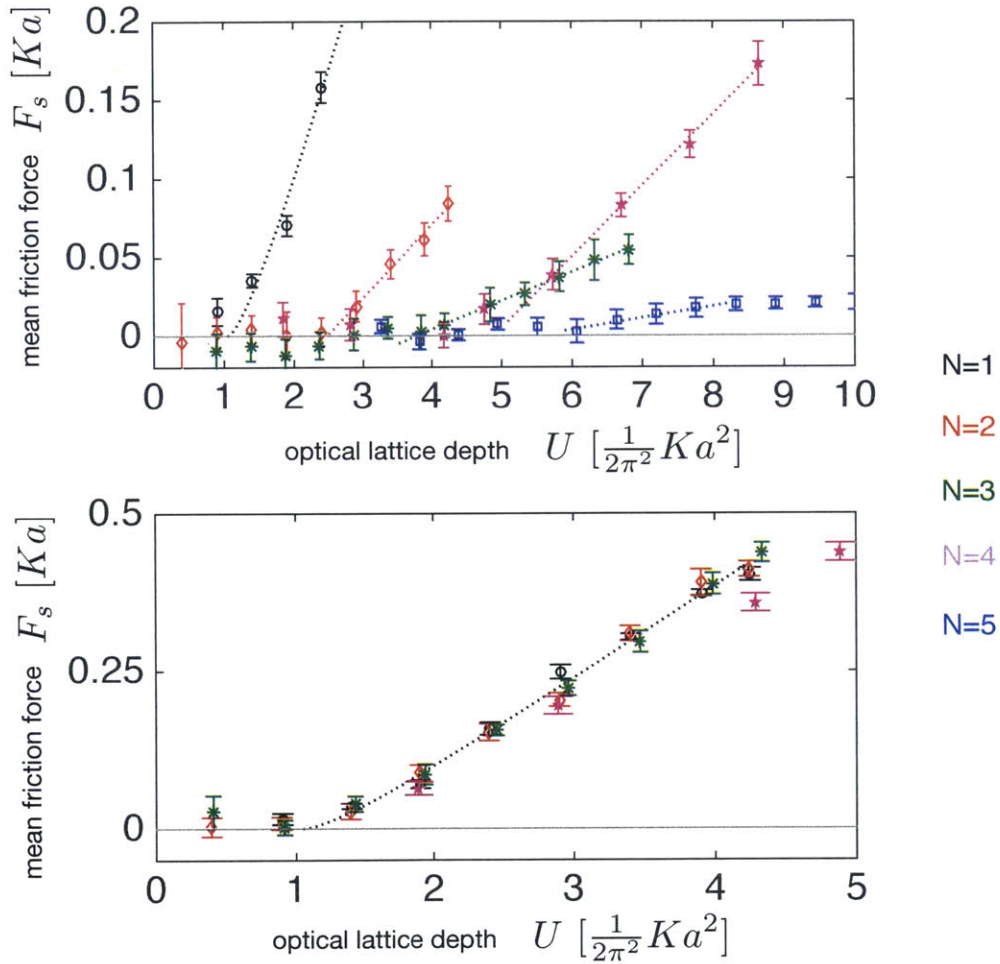 0.2
0.15
0.1
0.05
0
mean friction force F_s [Ka]
0 1 2 3 4 5 6 7 8 9 10
optical lattice depth U [\frac{1}{2\pi^2} Ka^2]
N=1
N=2
N=3
N=4
N=5
0.5
0.25
0
mean friction force F_s [Ka]
0 1 2 3 4 5
optical lattice depth U [\frac{1}{2\pi^2} Ka^2]